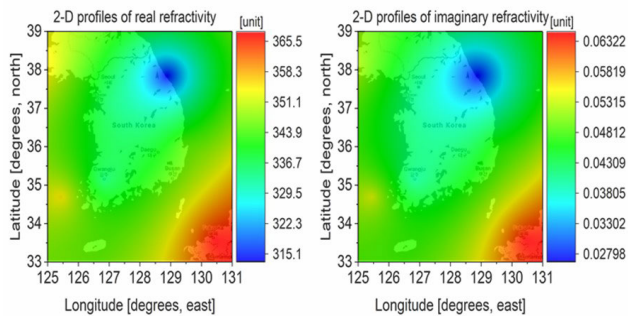 2-D profiles of real refractivity
[unit]
39
38
37
36
35
34
33
Latitude [degrees, north]
125 126 127 128 129 130 131
Longitude [degrees, east]
365.5
358.3
351.1
343.9
336.7
329.5
322.3
315.1
South Korea
2-D profiles of imaginary refractivity
[unit]
39
38
37
36
35
34
33
Latitude [degrees, north]
125 126 127 128 129 130 131
Longitude [degrees, east]
0.06322
0.05819
0.05315
0.04812
0.04309
0.03805
0.03302
0.02798
South Korea